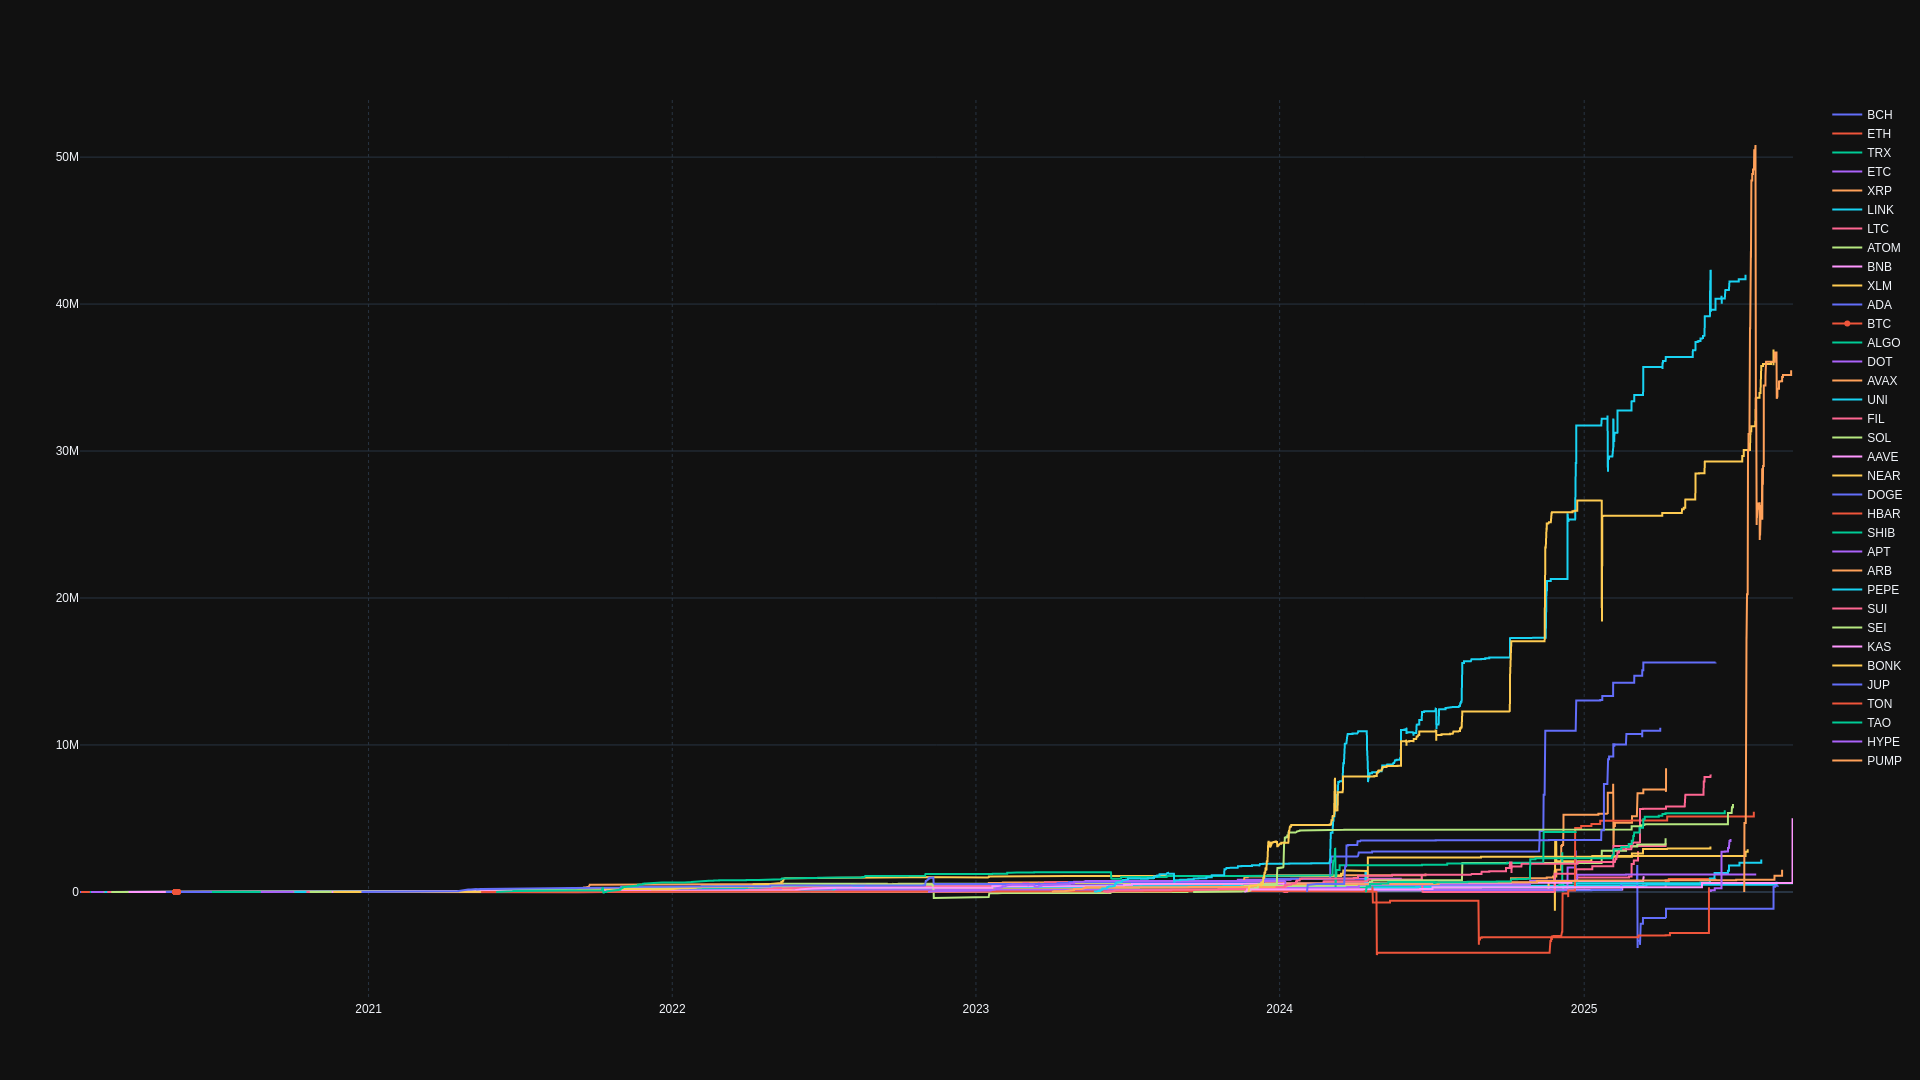 50M
40M
30M
20M
10M
0
2021
2022
2023
2024
2025
BCH
ETH
TRX
ETC
XRP
LINK
LTC
ATOM
BNB
XLM
ADA
BTC
ALGO
DOT
AVAX
UNI
FIL
SOL
AAVE
NEAR
DOGE
HBAR
SHIB
APT
ARB
PEPE
SUI
SEI
KAS
BONK
JUP
TON
TAO
HYPE
PUMP